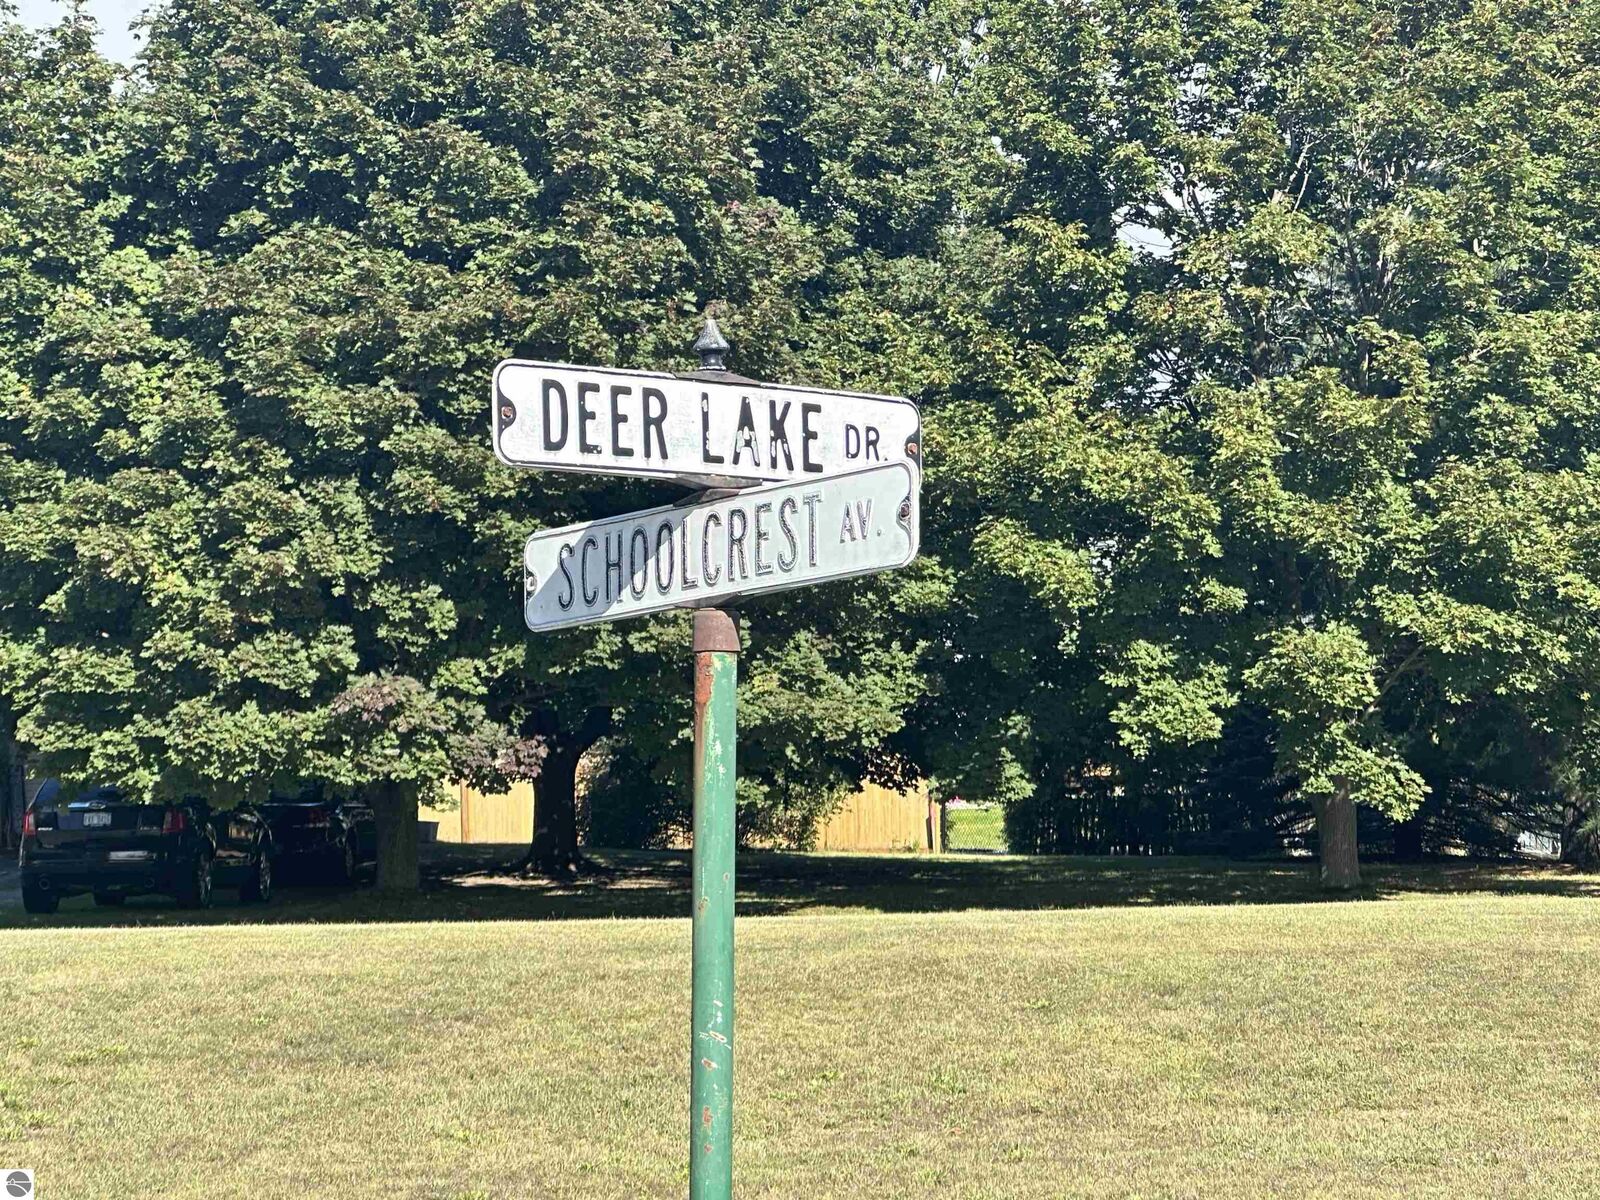 DEER LAKE DR.
SCHOOLCREST AV.